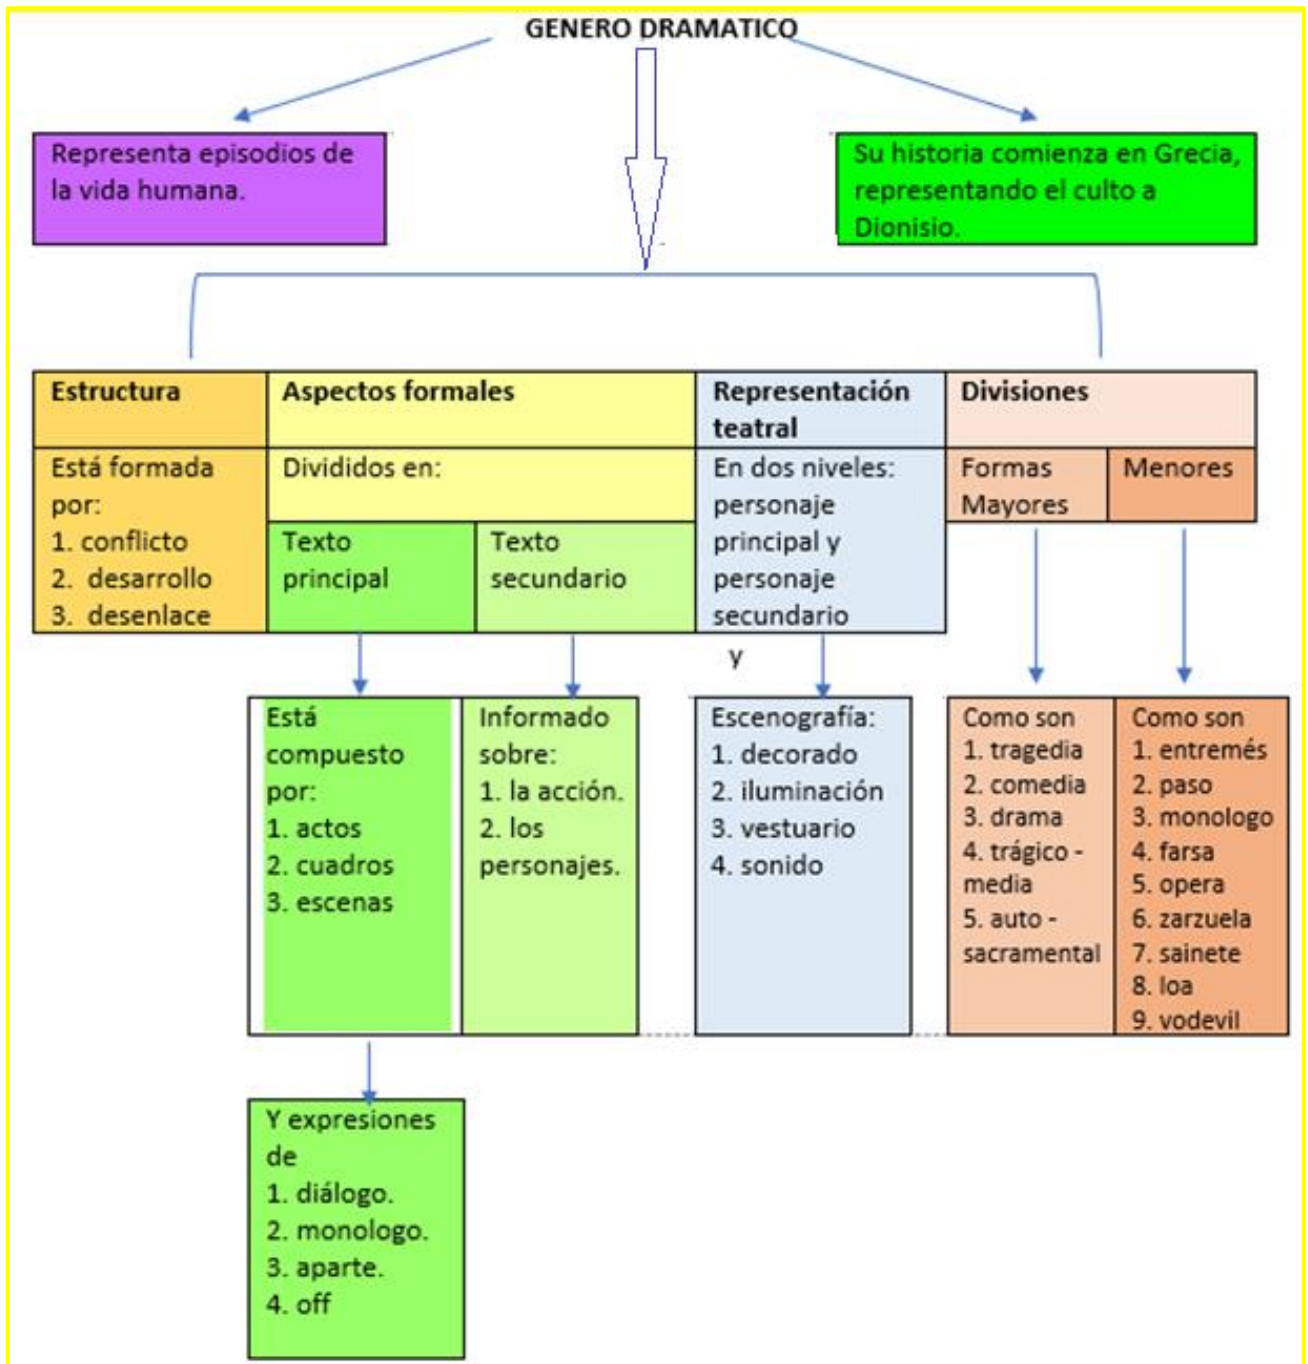 GENERO DRAMATICO
Representa episodios de
la vida humana.
Su historia comienza en Grecia,
representando el culto a
Dionisio.
Estructura
Aspectos formales
Representación
teatral
Divisiones
Está formada
por:
1. conflicto
2. desarrollo
3. desenlace
Divididos en:
Texto
principal
Texto
secundario
En dos niveles:
personaje
principal y
personaje
secundario
Formas
Mayores
Menores
y
Está
compuesto
por:
1. actos
2. cuadros
3. escenas
Informado
sobre:
1. la acción.
2. los
personajes.
Escenografía:
1. decorado
2. iluminación
3. vestuario
4. sonido
Como son
1. tragedia
2. comedia
3. drama
4. trágico -
media
5. auto -
sacramental
Como son
1. entremés
2. paso
3. monologo
4. farsa
5. opera
6. zarzuela
7. sainete
8. loa
9. vodevil
Y expresiones
de
1. diálogo.
2. monologo.
3. aparte.
4. off